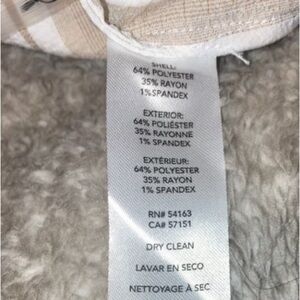 SHELL:
64% POLYESTER
35% RAYON
1% SPANDEX
EXTERIOR:
64% POLIÉSTER
35% RAYONNE
1% SPANDEX
EXTÉRIEUR:
64% POLYESTER
35% RAYON
1% SPANDEX
RN# 54163
CA# 57151
DRY CLEAN
LAVAR EN SECO
NETTOYAGE À SEC